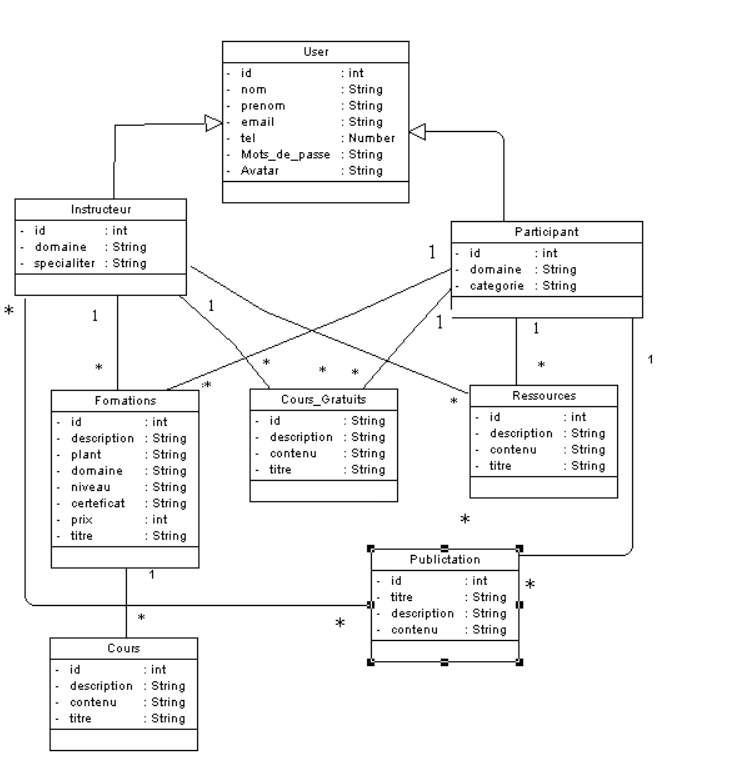 User
- id : int
- nom : String
- prenom : String
- email : String
- tel : Number
- Mots_de_passe : String
- Avatar : String
Instructeur
- id : int
- domaine : String
- specialiter : String
Participant
- id : int
- domaine : String
- categorie : String
1
1
1
1
1
1
*
*
*
*
*
*
*
*
Fomations
- id : int
- description : String
- plant : String
- domaine : String
- niveau : String
- certeficat : String
- prix : int
- titre : String
Cours_Gratuits
- id : String
- description : String
- contenu : String
- titre : String
Ressources
- id : int
- description : String
- contenu : String
- titre : String
*
Publictation
- id : int
- titre : String
- description : String
- contenu : String
*
*
1
*
Cours
- id : int
- description : String
- contenu : String
- titre : String